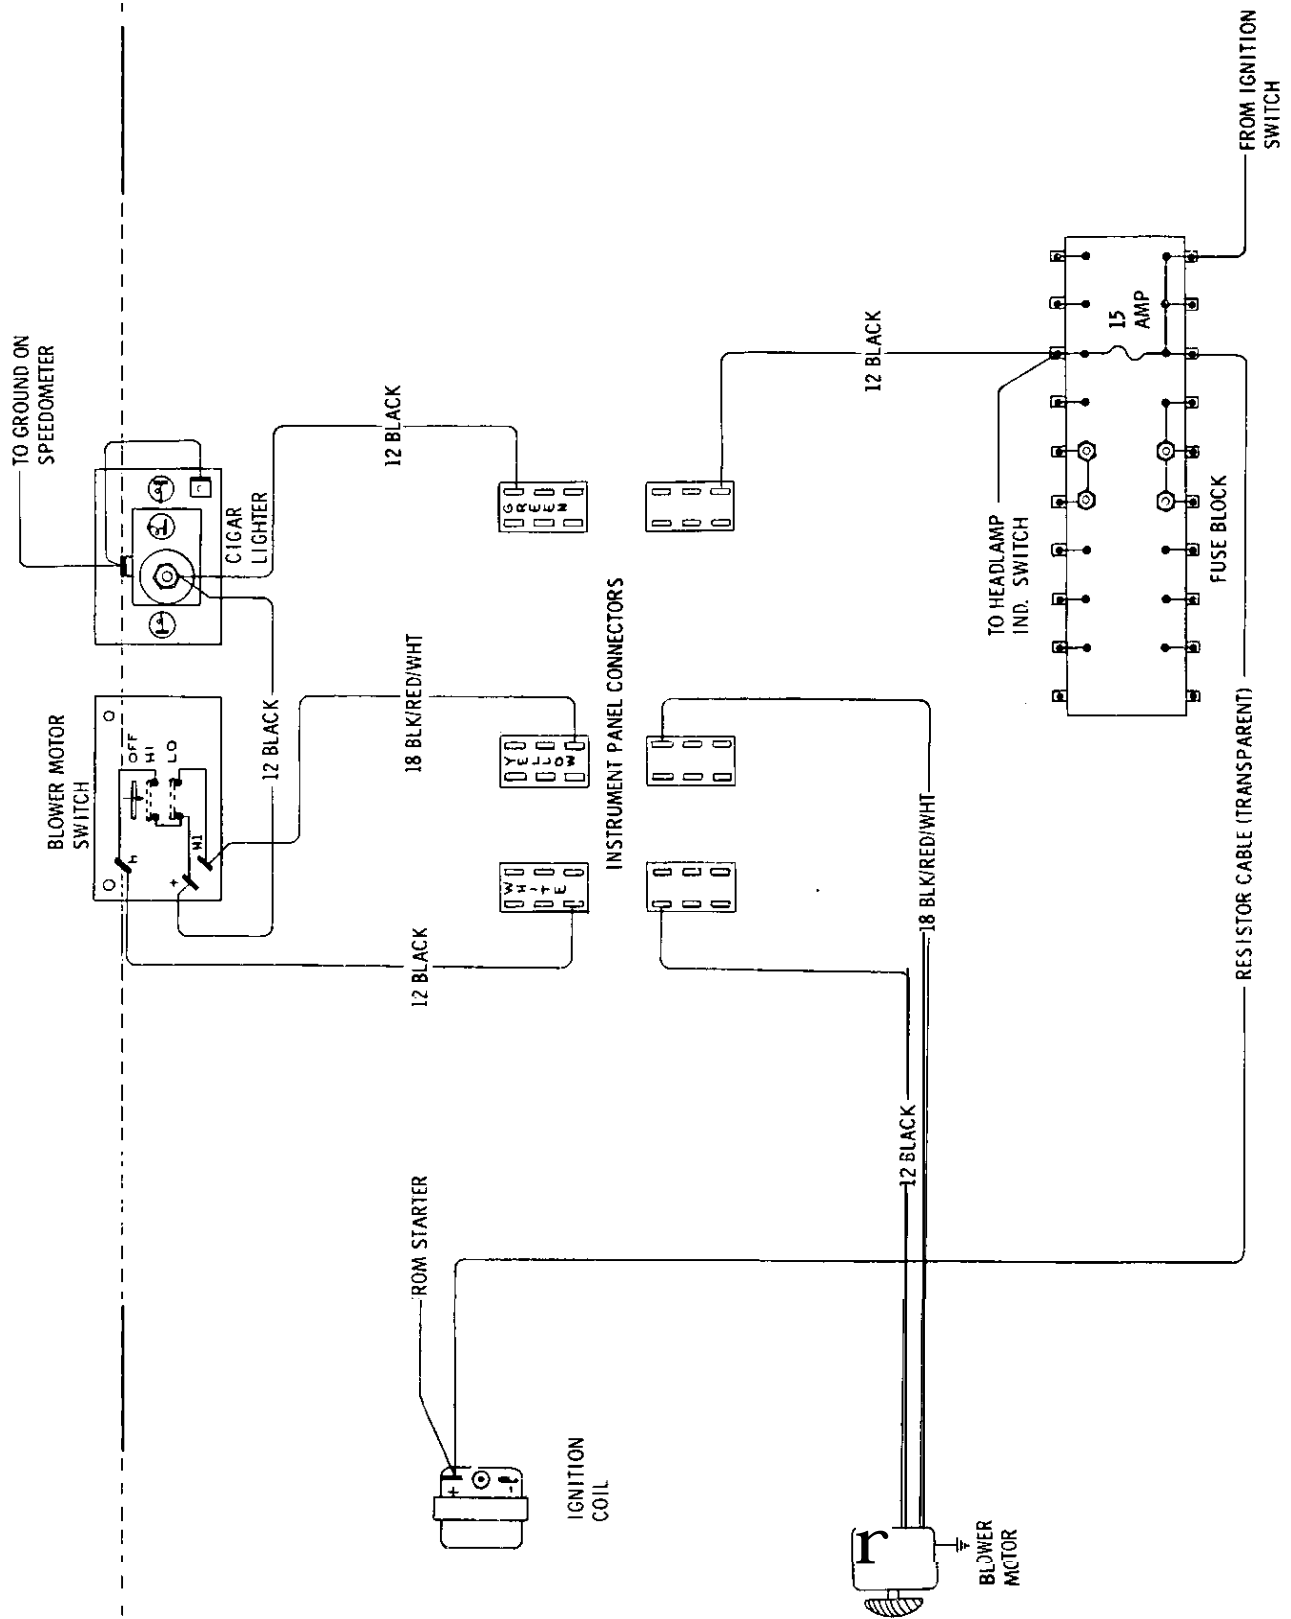 TO GROUND ON
SPEEDOMETER
BLOWER MOTOR
SWITCH
OFF
HI
LO
H
+
M1
CIGAR
LIGHTER
12 BLACK
12 BLACK
18 BLK/RED/WHT
12 BLACK
GREEN
YELLOW
WHITE
INSTRUMENT PANEL CONNECTORS
12 BLACK
18 BLK/RED/WHT
12 BLACK
TO HEADLAMP
IND. SWITCH
15
AMP
FUSE BLOCK
FROM IGNITION
SWITCH
RESISTOR CABLE (TRANSPARENT)
ROM STARTER
+
-
IGNITION
COIL
r
BLOWER
MOTOR